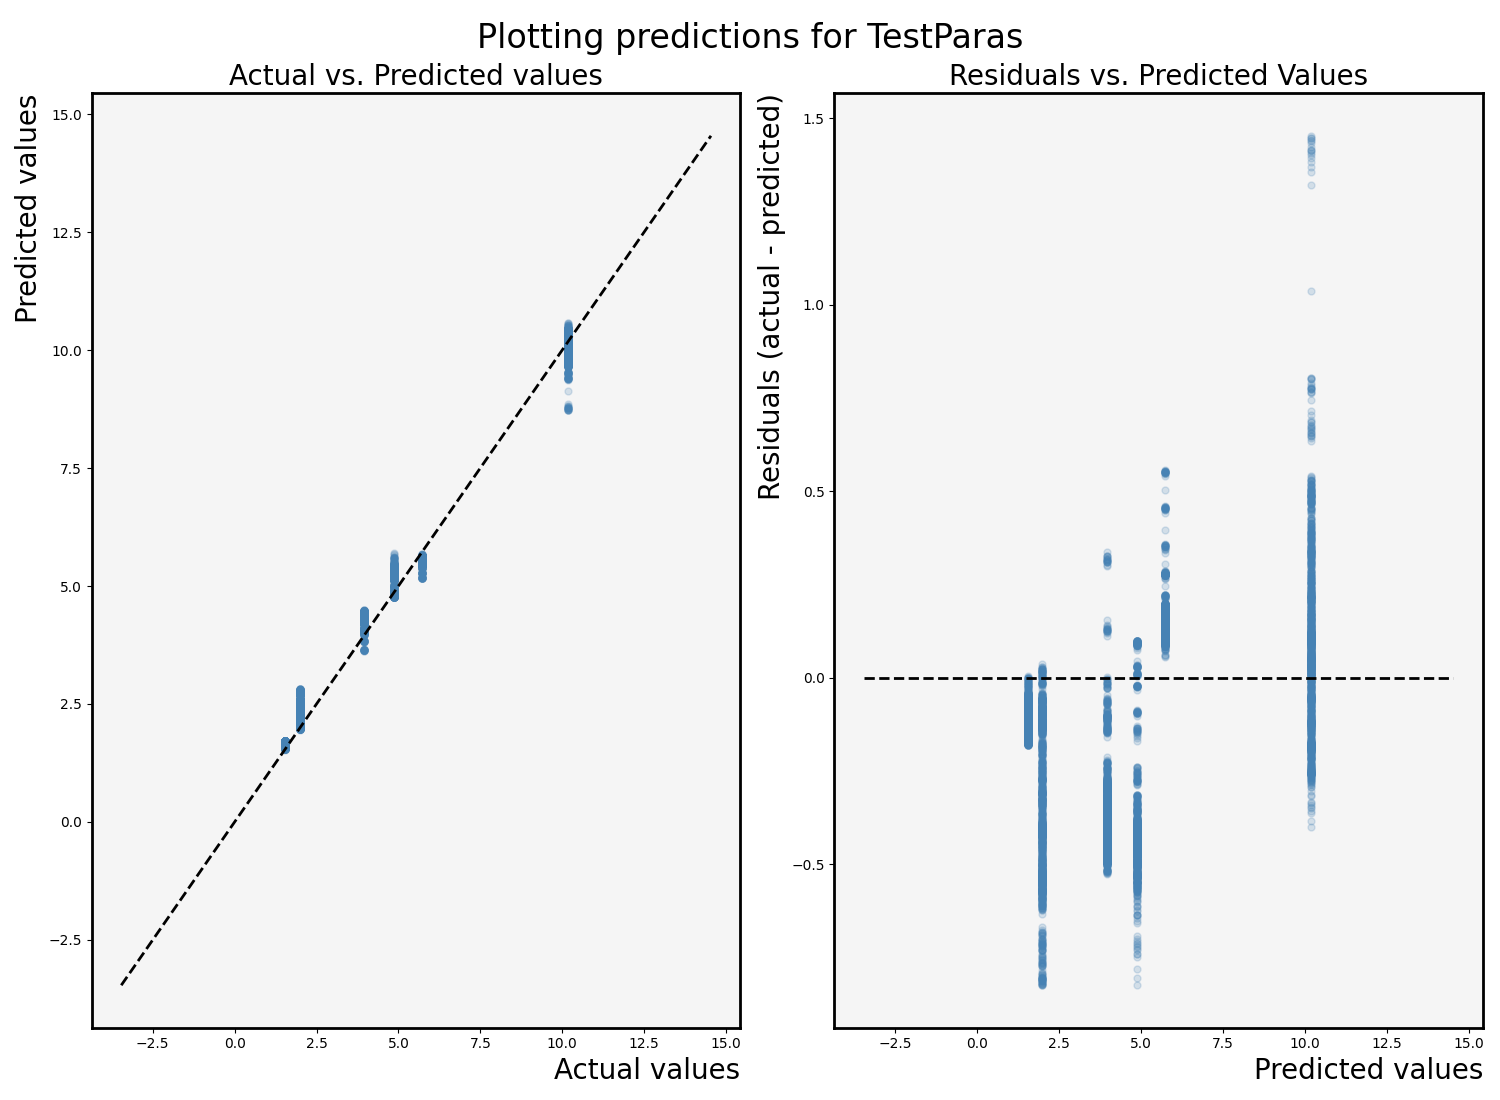 Plotting predictions for TestParas
Actual vs. Predicted values
Predicted values
15.0
12.5
10.0
7.5
5.0
2.5
0.0
−2.5
−2.5 0.0 2.5 5.0 7.5 10.0 12.5 15.0
Actual values
Residuals vs. Predicted Values
Residuals (actual - predicted)
1.5
1.0
0.5
0.0
−0.5
−2.5 0.0 2.5 5.0 7.5 10.0 12.5 15.0
Predicted values